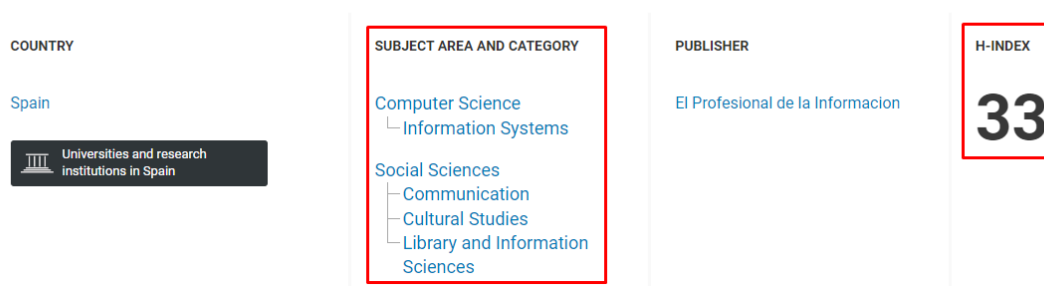 COUNTRY
Spain
Universities and research
institutions in Spain
SUBJECT AREA AND CATEGORY
Computer Science
Information Systems
Social Sciences
Communication
Cultural Studies
Library and Information
Sciences
PUBLISHER
El Profesional de la Informacion
H-INDEX
33